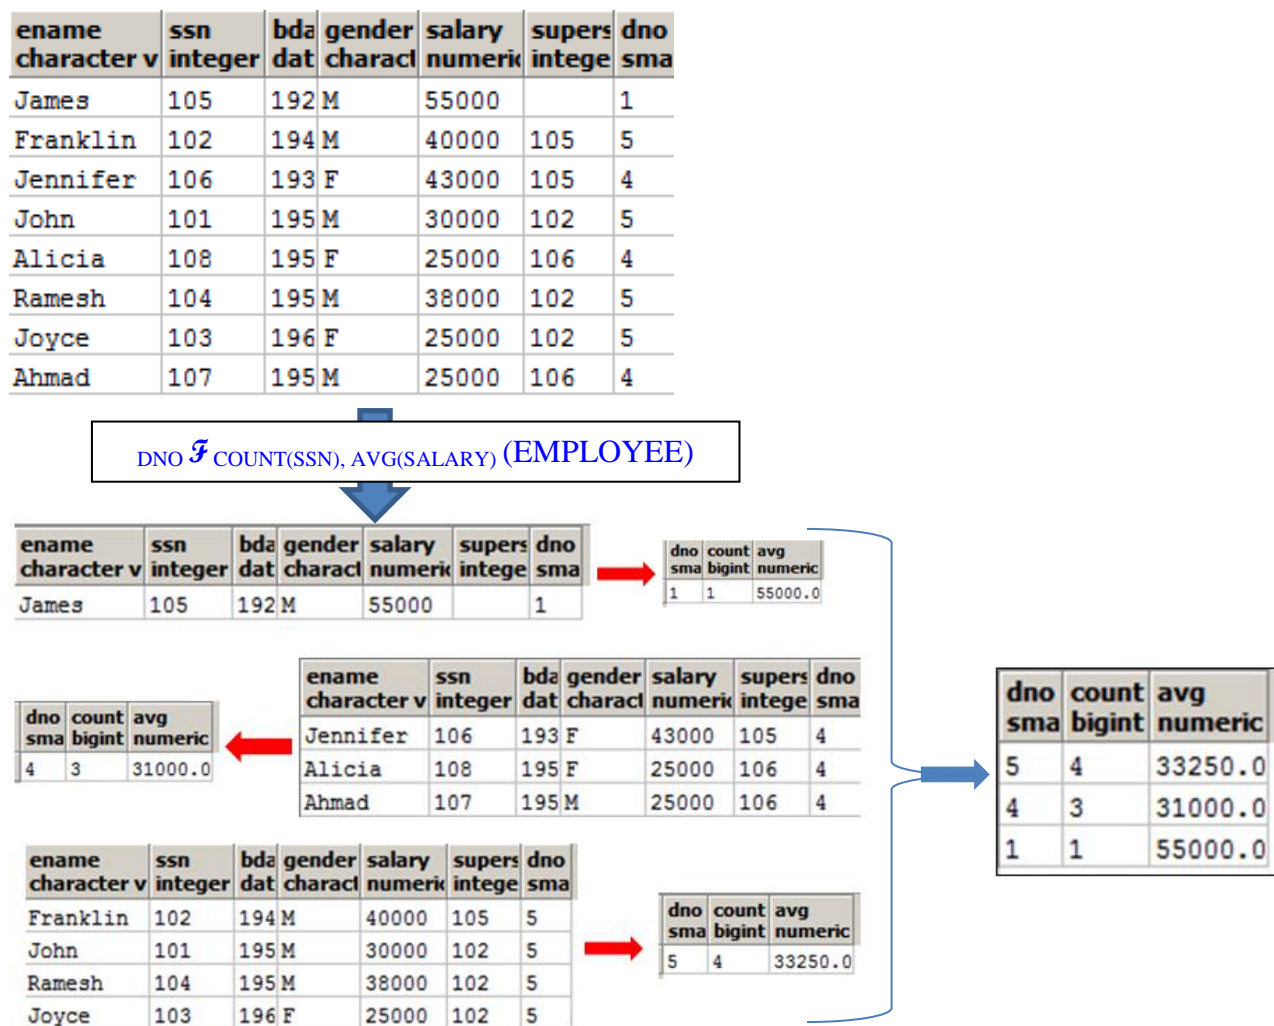 ename ssn bda gender salary supers dno
character v integer dat charact numeric intege sma
James 105 192 M 55000 1
Franklin 102 194 M 40000 105 5
Jennifer 106 193 F 43000 105 4
John 101 195 M 30000 102 5
Alicia 108 195 F 25000 106 4
Ramesh 104 195 M 38000 102 5
Joyce 103 196 F 25000 102 5
Ahmad 107 195 M 25000 106 4
DNO ℱ COUNT(SSN), AVG(SALARY) (EMPLOYEE)
ename ssn bda gender salary supers dno
character v integer dat charact numeric intege sma
James 105 192 M 55000 1
dno count avg
sma bigint numeric
1 1 55000.0
dno count avg
sma bigint numeric
4 3 31000.0
ename ssn bda gender salary supers dno
character v integer dat charact numeric intege sma
Jennifer 106 193 F 43000 105 4
Alicia 108 195 F 25000 106 4
Ahmad 107 195 M 25000 106 4
dno count avg
sma bigint numeric
5 4 33250.0
4 3 31000.0
1 1 55000.0
ename ssn bda gender salary supers dno
character v integer dat charact numeric intege sma
Franklin 102 194 M 40000 105 5
John 101 195 M 30000 102 5
Ramesh 104 195 M 38000 102 5
Joyce 103 196 F 25000 102 5
dno count avg
sma bigint numeric
5 4 33250.0